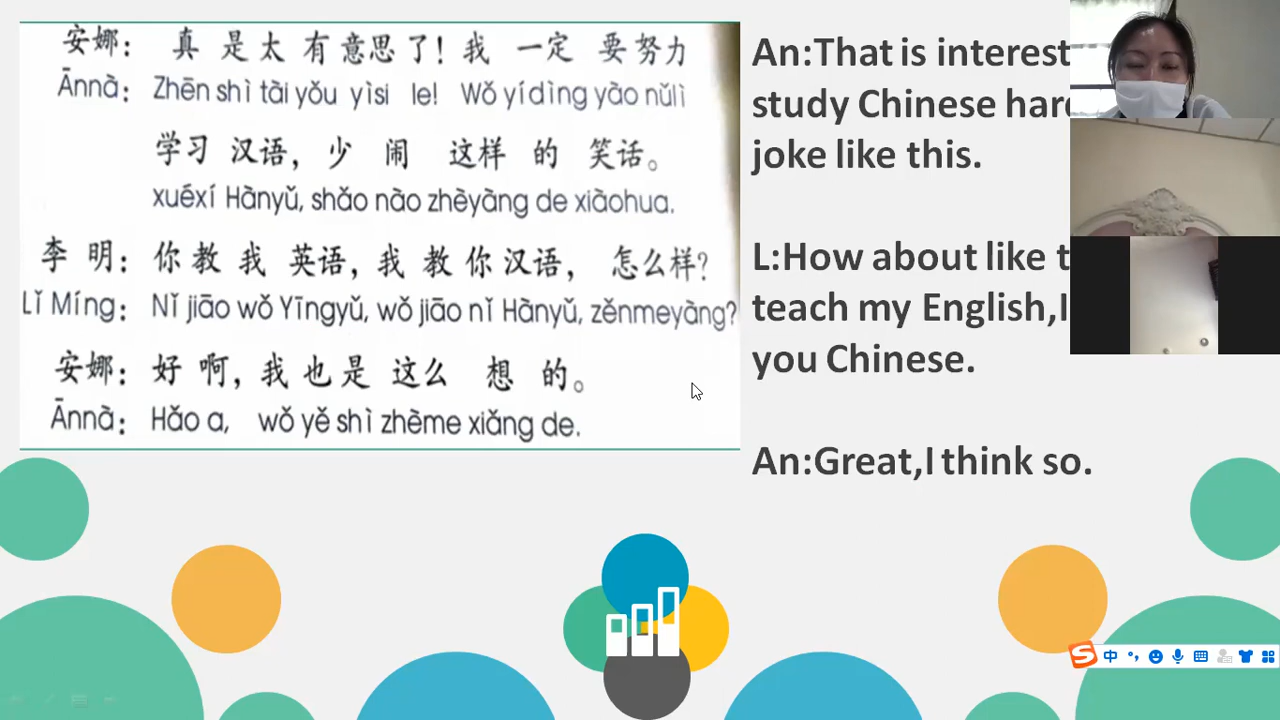 安娜： 真 是 太 有 意思 了！我 一定 要 努力
Ānnà： Zhēn shì tài yǒu yìsi le! Wǒ yídìng yào nǔlì
学习 汉语， 少 闹 这样 的 笑话。
xuéxí Hànyǔ, shǎo nào zhèyàng de xiàohua.
李 明： 你 教 我 英语，我 教 你 汉语， 怎么样？
Lǐ Míng： Nǐ jiāo wǒ Yīngyǔ, wǒ jiāo nǐ Hànyǔ, zěnmeyàng?
安娜： 好 啊，我 也 是 这么 想 的。
Ānnà： Hǎo a, wǒ yě shì zhème xiǎng de.
An:That is interest
study Chinese har
joke like this.
L:How about like t
teach my English,I
you Chinese.
An:Great,I think so.
中